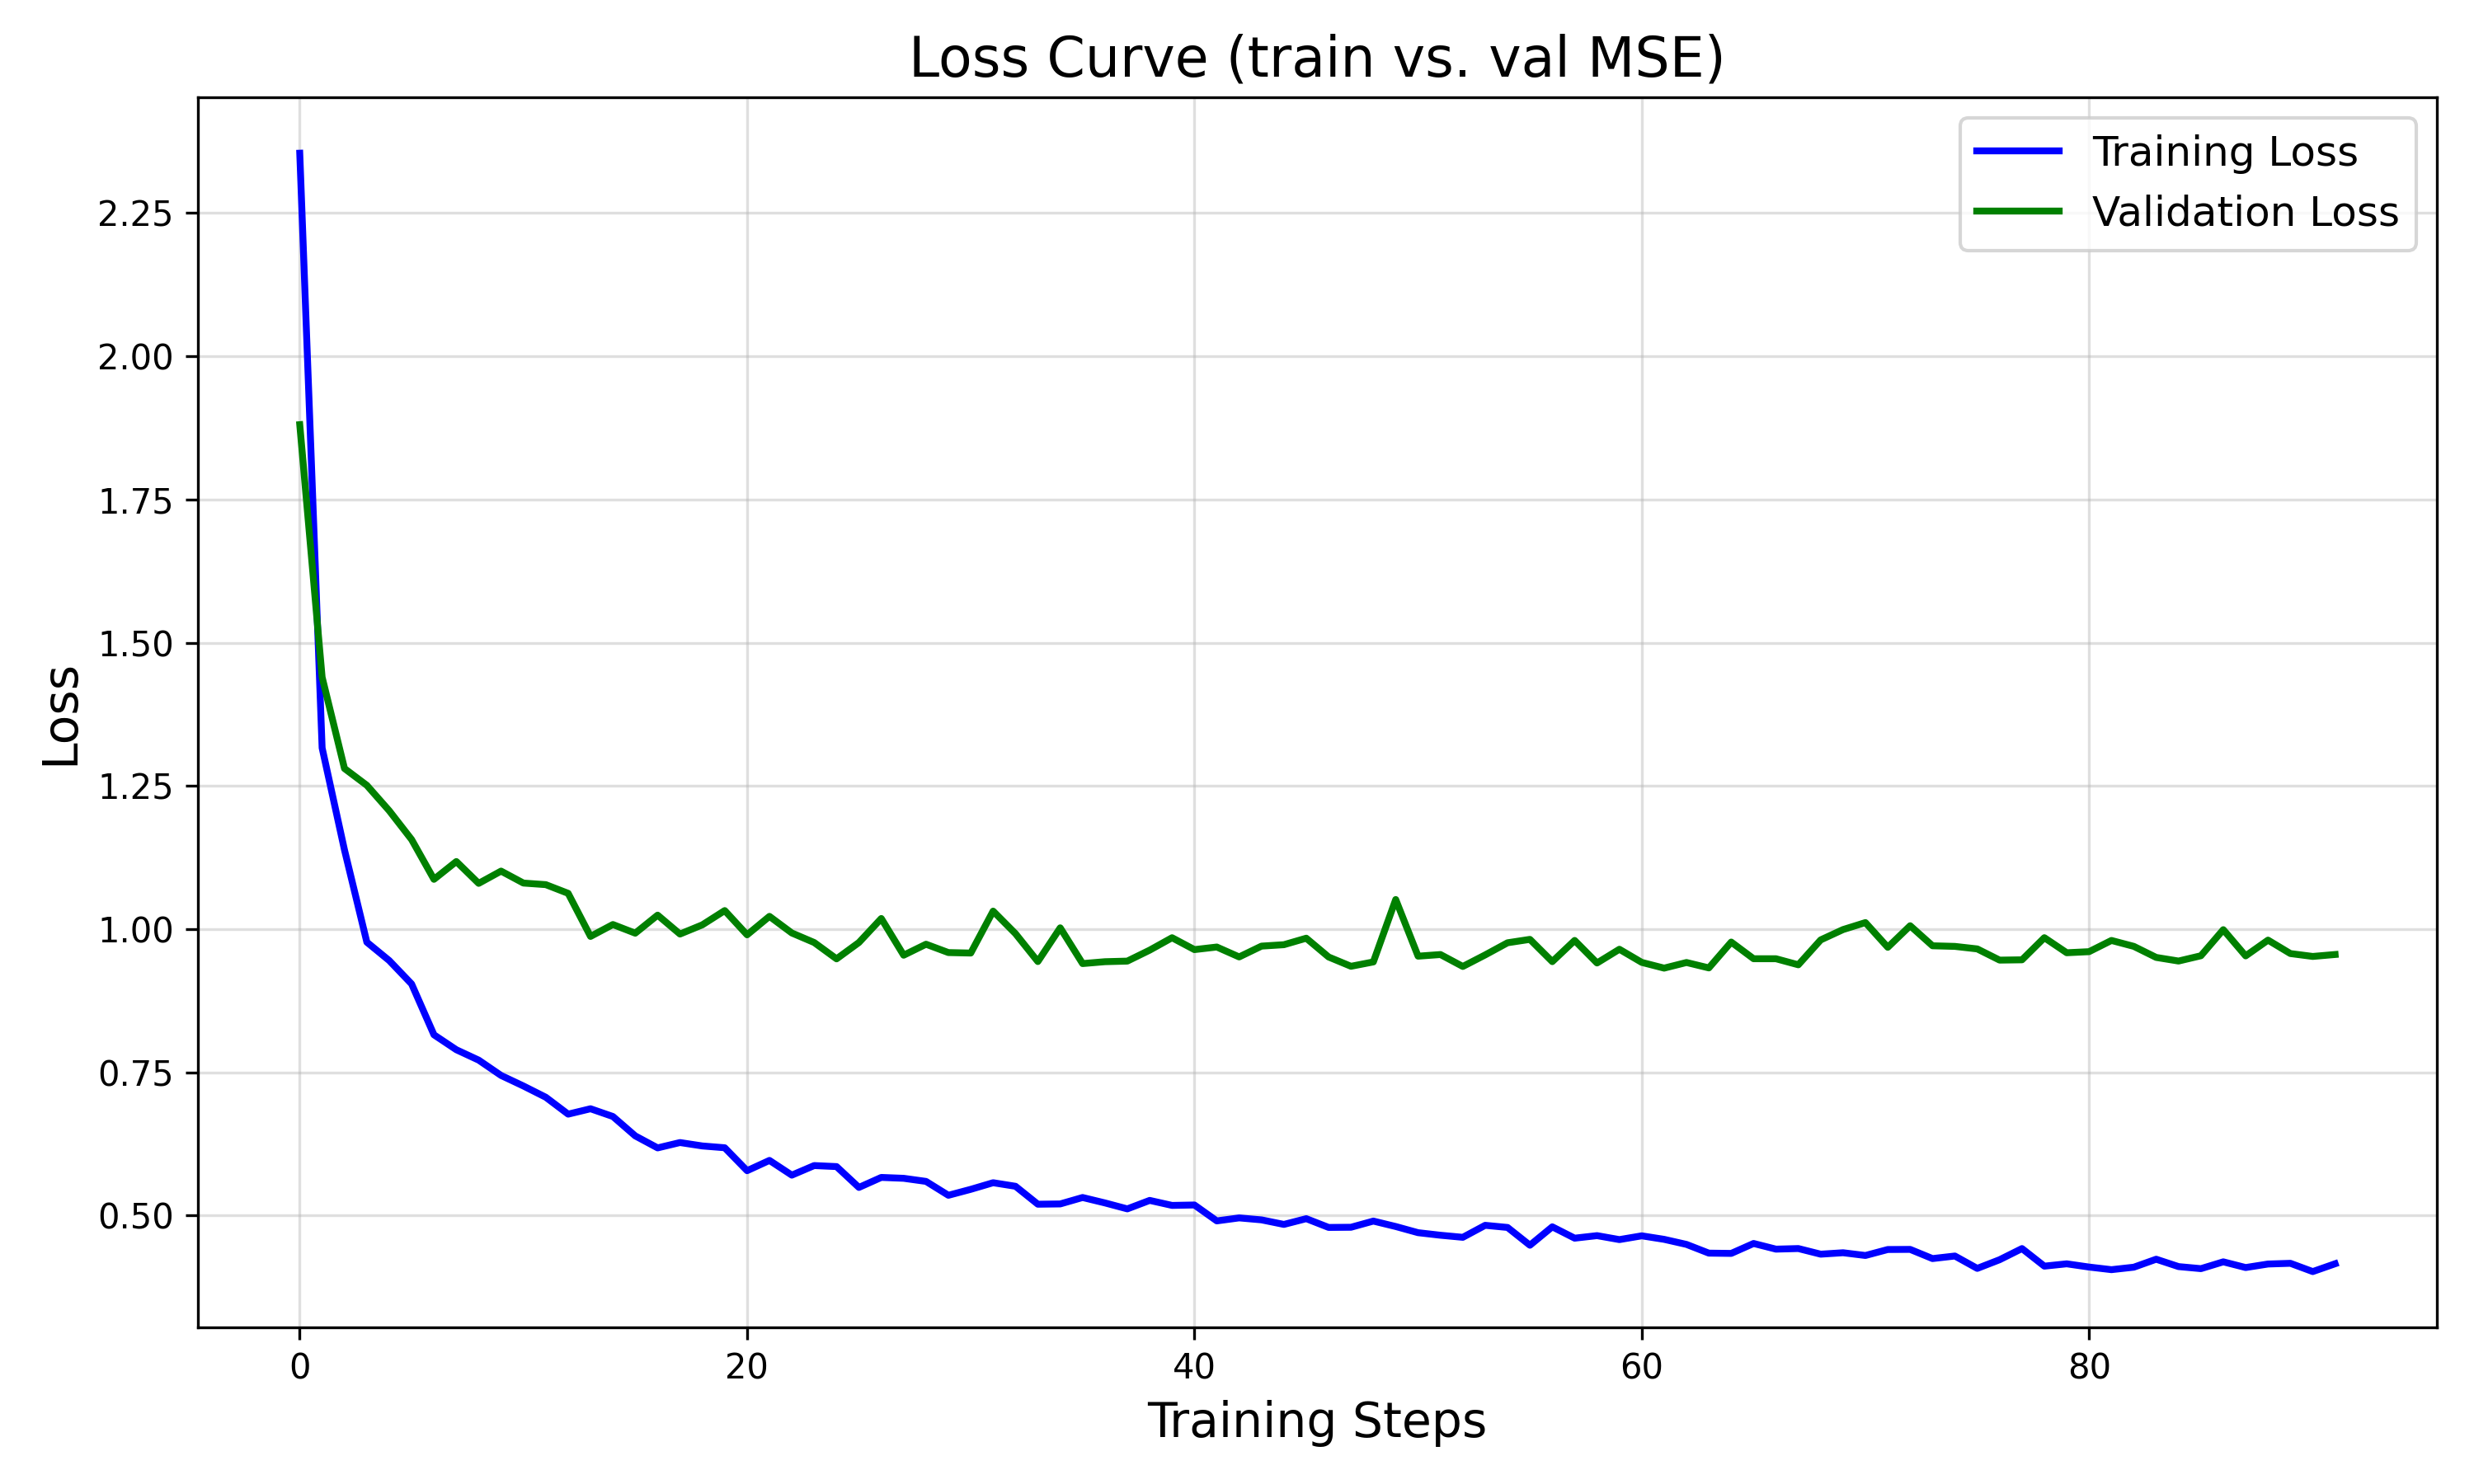 Loss Curve (train vs. val MSE)
Training Loss
Validation Loss
2.25
2.00
1.75
1.50
1.25
1.00
0.75
0.50
Loss
0
20
40
60
80
Training Steps